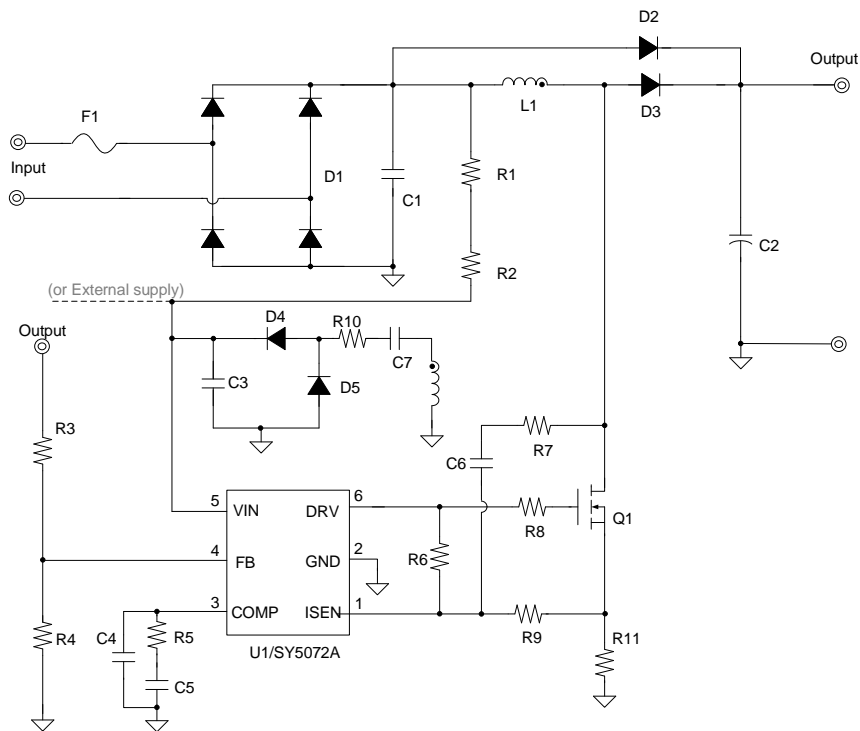 D2
Output
F1
L1
D3
Input
D1
C1
R1
C2
R2
(or External supply)
Output
D4
R10
C7
C3
D5
R3
C6
R7
5
VIN
DRV
6
R8
Q1
4
FB
GND
2
R6
3
COMP
ISEN
1
R4
C4
R5
R9
R11
U1/SY5072A
C5